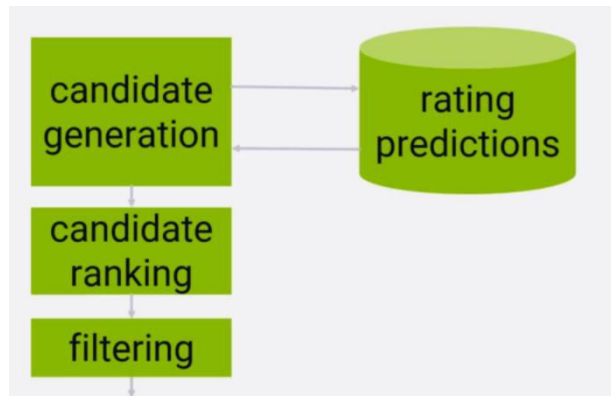 candidate
generation
rating
predictions
candidate
ranking
filtering